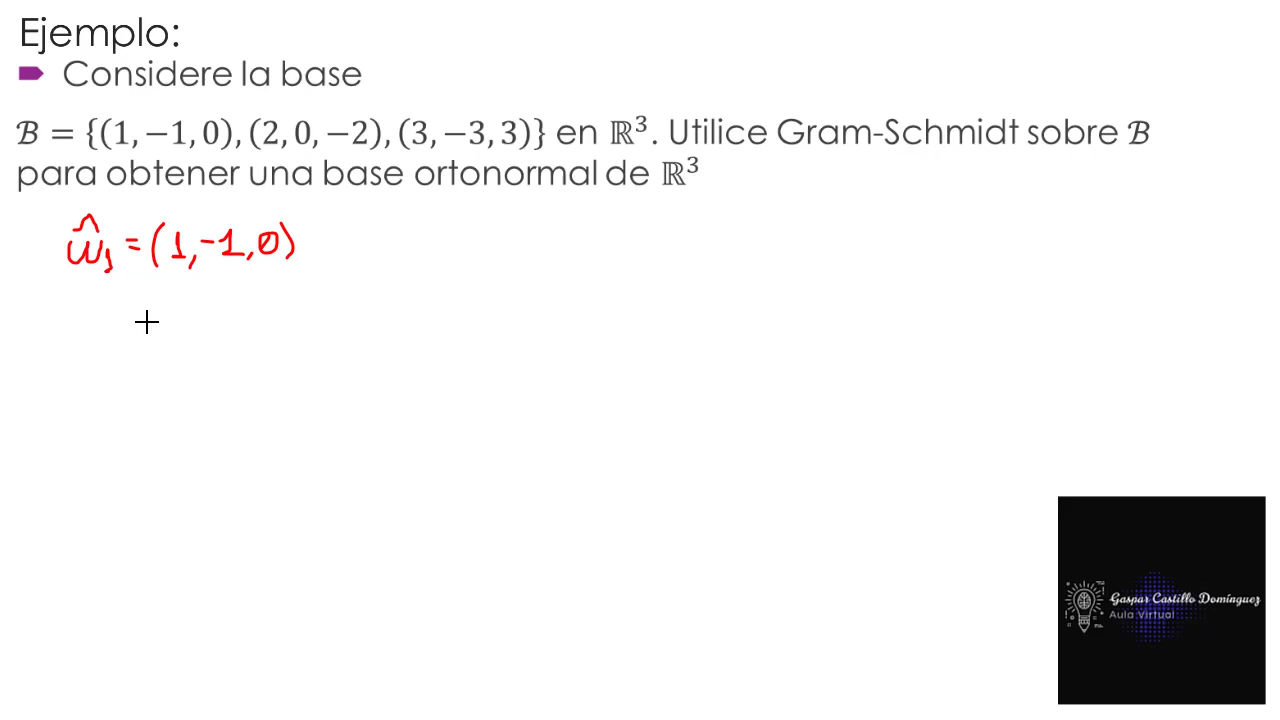 Ejemplo:
Considere la base
ℬ = {(1, −1, 0), (2, 0, −2), (3, −3, 3)} en ℝ³. Utilice Gram-Schmidt sobre ℬ
para obtener una base ortonormal de ℝ³
ŵ₁ = (1, -1, 0)
Gaspar Castillo Domínguez
Aula Virtual